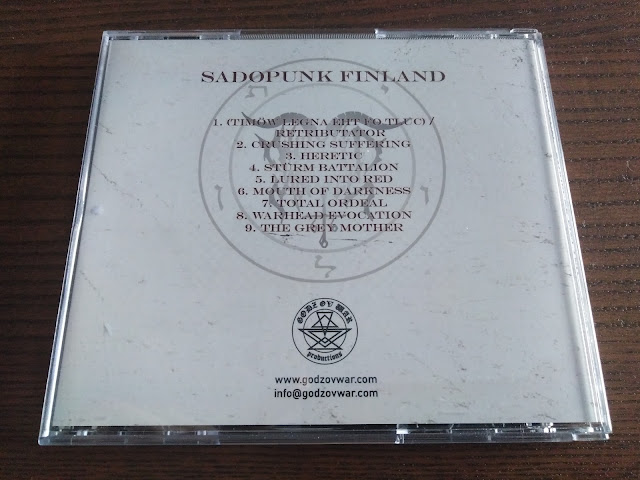 SADØPUNK FINLAND
1. (TIMÖW LEGNA EHT FO TLUC) /
RETRIBUTATOR
2. CRUSHING SUFFERING
3. HERETIC
4. STÜRM BATTALION
5. LURED INTO RED
6. MOUTH OF DARKNESS
7. TOTAL ORDEAL
8. WARHEAD EVOCATION
9. THE GREY MOTHER
GODZ OV WAR
productions
www.godzovwar.com
info@godzovwar.com